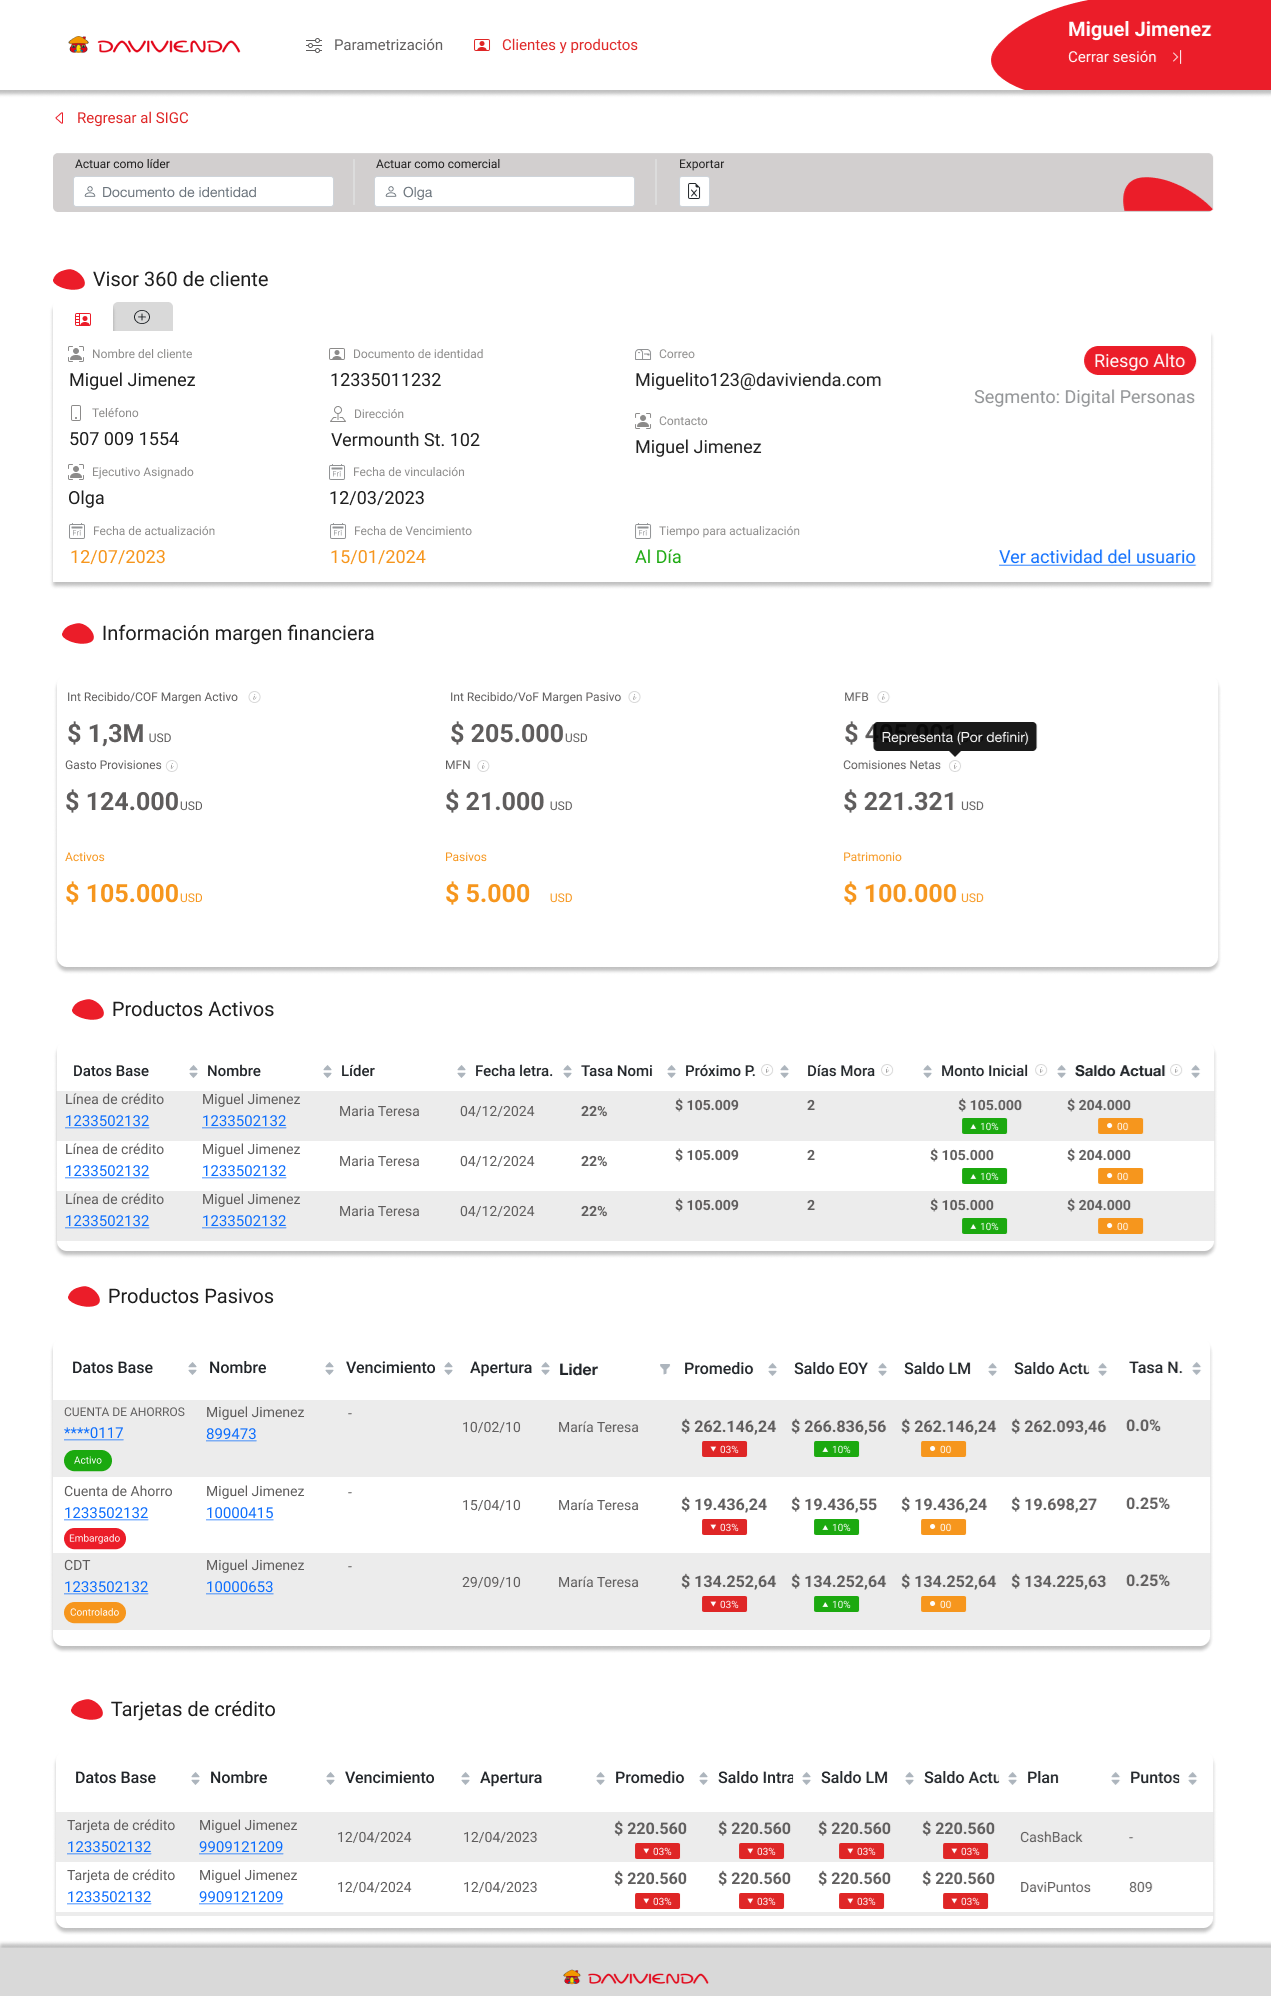 DAVIVIENDA
Parametrización
Clientes y productos
Miguel Jimenez
Cerrar sesión
Regresar al SIGC
Actuar como líder
Actuar como comercial
Exportar
Documento de identidad
Olga
Visor 360 de cliente
Nombre del cliente
Documento de identidad
Correo
Riesgo Alto
Miguel Jimenez
12335011232
Miguelito123@davivienda.com
Segmento: Digital Personas
Teléfono
Dirección
Contacto
507 009 1554
Vermounth St. 102
Miguel Jimenez
Ejecutivo Asignado
Fecha de vinculación
Olga
12/03/2023
Fecha de actualización
Fecha de Vencimiento
Tiempo para actualización
12/07/2023
15/01/2024
Al Día
Ver actividad del usuario
Información margen financiera
Int Recibido/COF Margen Activo
Int Recibido/VoF Margen Pasivo
MFB
$ 1,3M USD
$ 205.000 USD
$ 4
Representa (Por definir)
Gasto Provisiones
MFN
Comisiones Netas
$ 124.000 USD
$ 21.000 USD
$ 221.321 USD
Activos
Pasivos
Patrimonio
$ 105.000 USD
$ 5.000 USD
$ 100.000 USD
Productos Activos
Datos Base Nombre Líder Fecha letra. Tasa Nomi Próximo P. Días Mora Monto Inicial Saldo Actual
Línea de crédito Miguel Jimenez Maria Teresa 04/12/2024 22% $ 105.009 2 $ 105.000 $ 204.000
1233502132 1233502132 ▲ 10% ● 00
Línea de crédito Miguel Jimenez Maria Teresa 04/12/2024 22% $ 105.009 2 $ 105.000 $ 204.000
1233502132 1233502132 ▲ 10% ● 00
Línea de crédito Miguel Jimenez Maria Teresa 04/12/2024 22% $ 105.009 2 $ 105.000 $ 204.000
1233502132 1233502132 ▲ 10% ● 00
Productos Pasivos
Datos Base Nombre Vencimiento Apertura Lider Promedio Saldo EOY Saldo LM Saldo Actu Tasa N.
CUENTA DE AHORROS Miguel Jimenez - 10/02/10 María Teresa $ 262.146,24 $ 266.836,56 $ 262.146,24 $ 262.093,46 0.0%
****0117 899473 ▼ 03% ▲ 10% ● 00
Activo
Cuenta de Ahorro Miguel Jimenez - 15/04/10 María Teresa $ 19.436,24 $ 19.436,55 $ 19.436,24 $ 19.698,27 0.25%
1233502132 10000415 ▼ 03% ▲ 10% ● 00
Embargado
CDT Miguel Jimenez - 29/09/10 María Teresa $ 134.252,64 $ 134.252,64 $ 134.252,64 $ 134.225,63 0.25%
1233502132 10000653 ▼ 03% ▲ 10% ● 00
Controlado
Tarjetas de crédito
Datos Base Nombre Vencimiento Apertura Promedio Saldo Intra Saldo LM Saldo Actu Plan Puntos
Tarjeta de crédito Miguel Jimenez 12/04/2024 12/04/2023 $ 220.560 $ 220.560 $ 220.560 $ 220.560 CashBack -
1233502132 9909121209 ▼ 03% ▼ 03% ▼ 03% ▼ 03%
Tarjeta de crédito Miguel Jimenez 12/04/2024 12/04/2023 $ 220.560 $ 220.560 $ 220.560 $ 220.560 DaviPuntos 809
1233502132 9909121209 ▼ 03% ▼ 03% ▼ 03% ▼ 03%
DAVIVIENDA